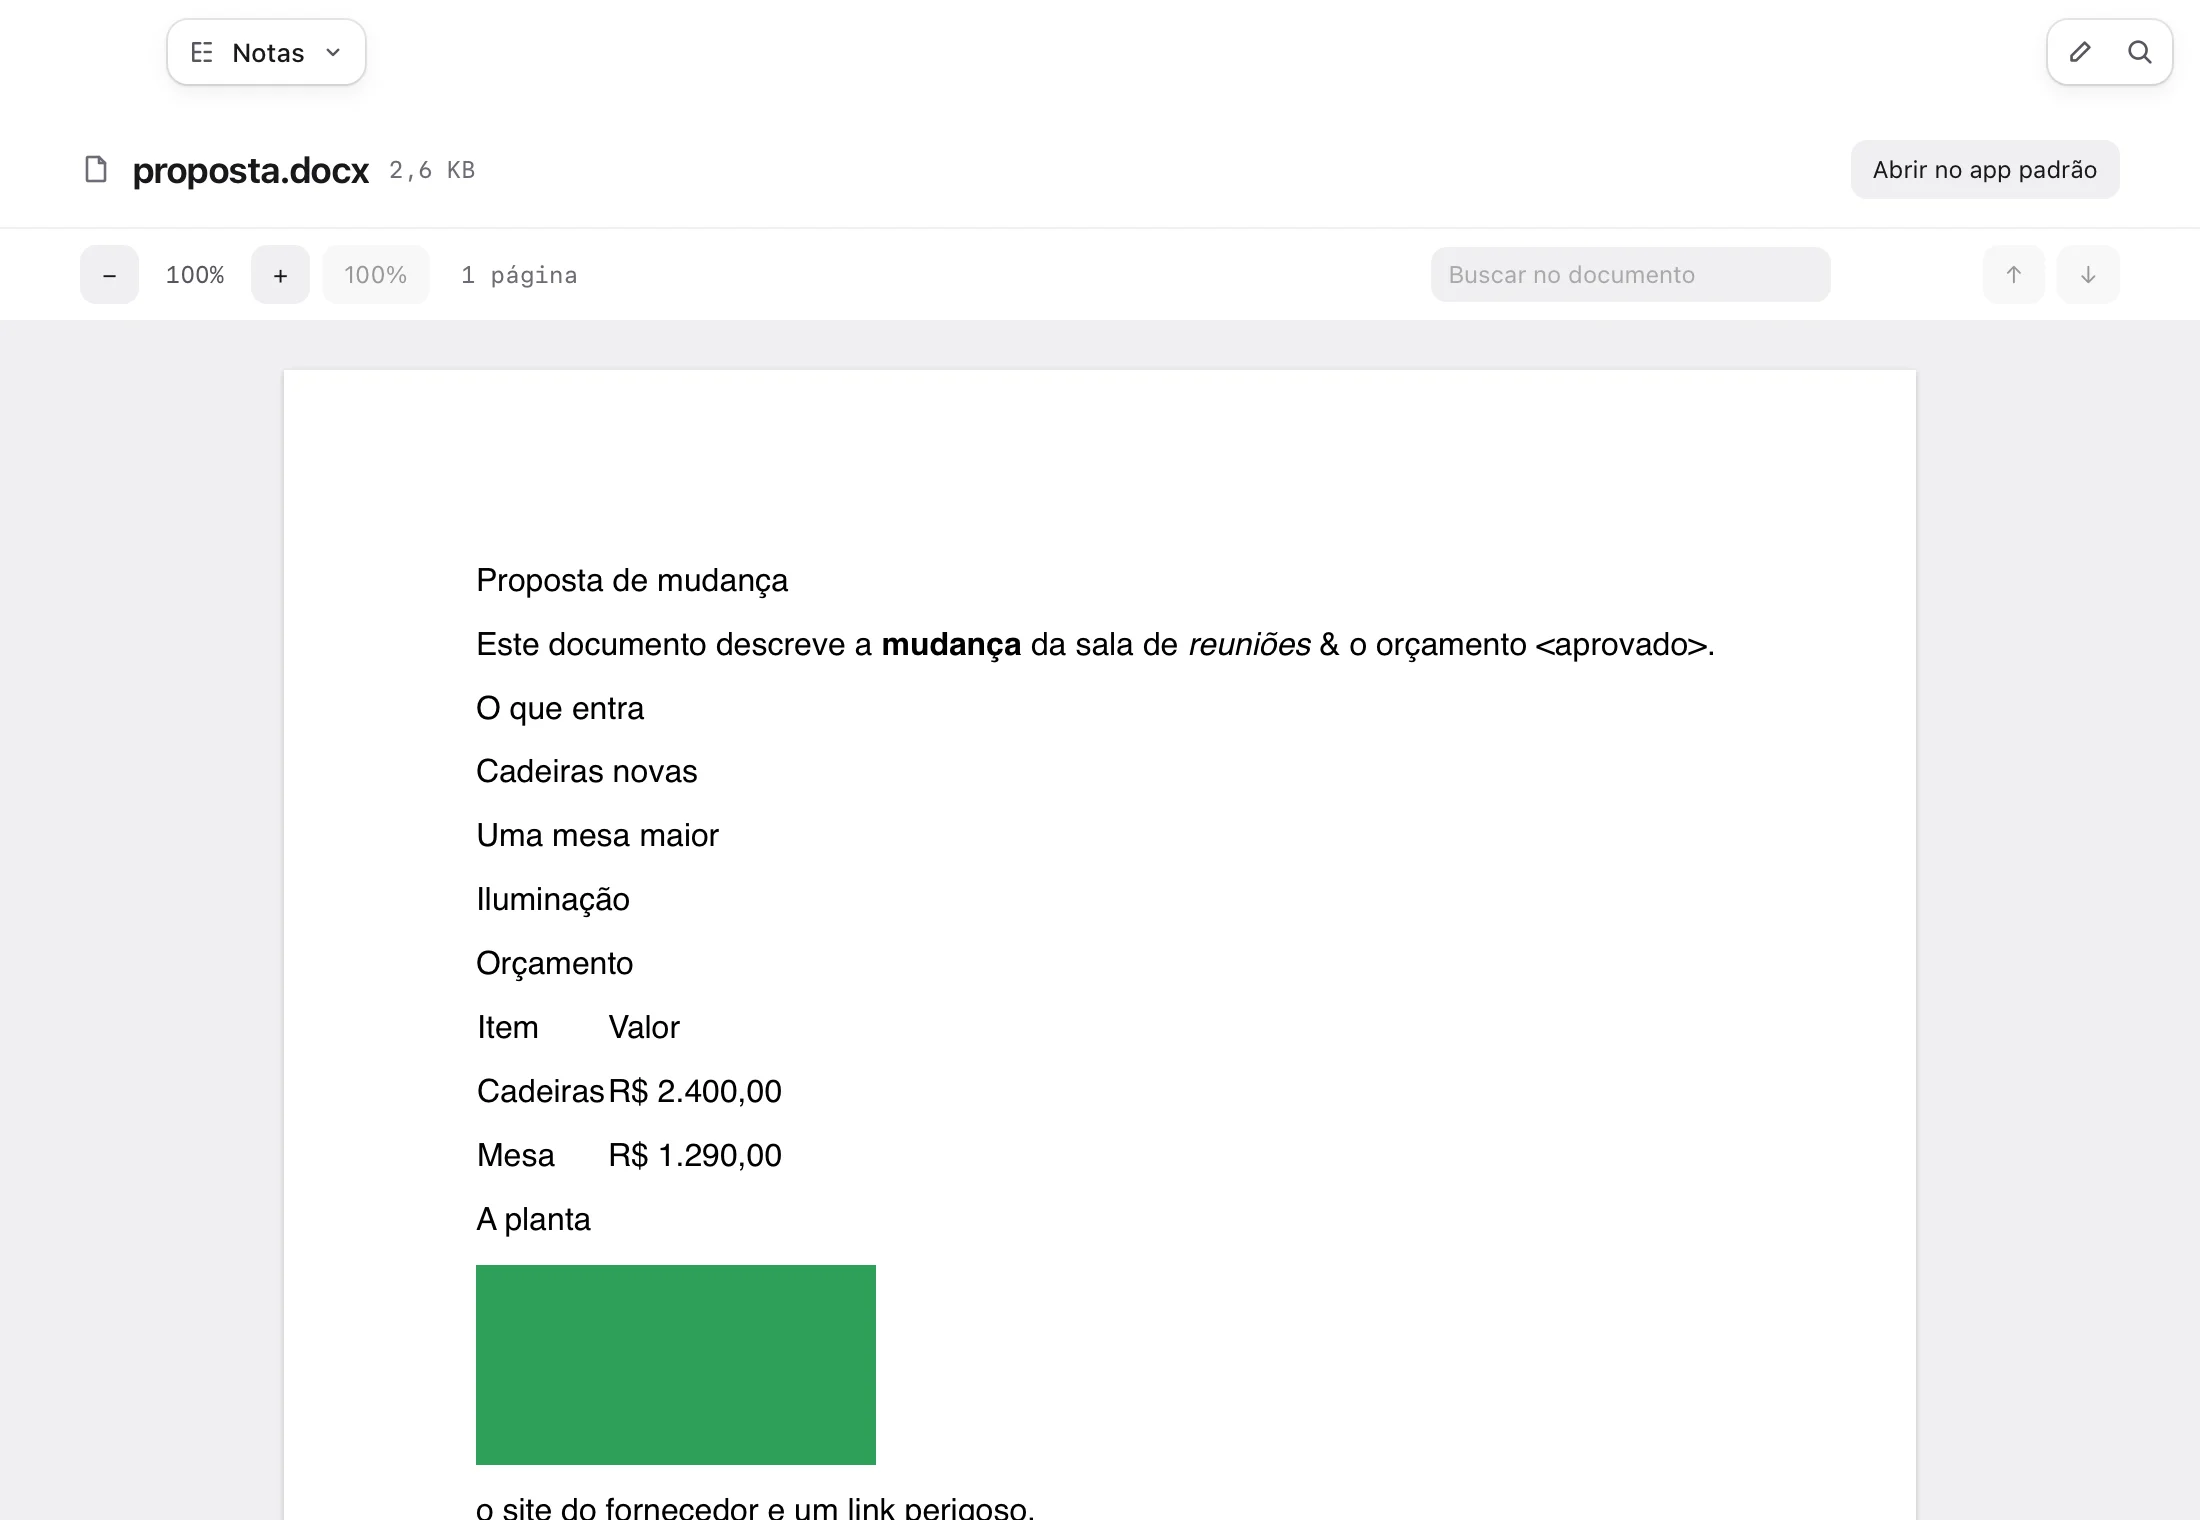 Notas
proposta.docx 2,6 KB
Abrir no app padrão
− 100% + 100% 1 página
Buscar no documento
Proposta de mudança
Este documento descreve a mudança da sala de reuniões & o orçamento <aprovado>.
O que entra
Cadeiras novas
Uma mesa maior
Iluminação
Orçamento
Item Valor
Cadeiras R$ 2.400,00
Mesa R$ 1.290,00
A planta
o site do fornecedor e um link perigoso.